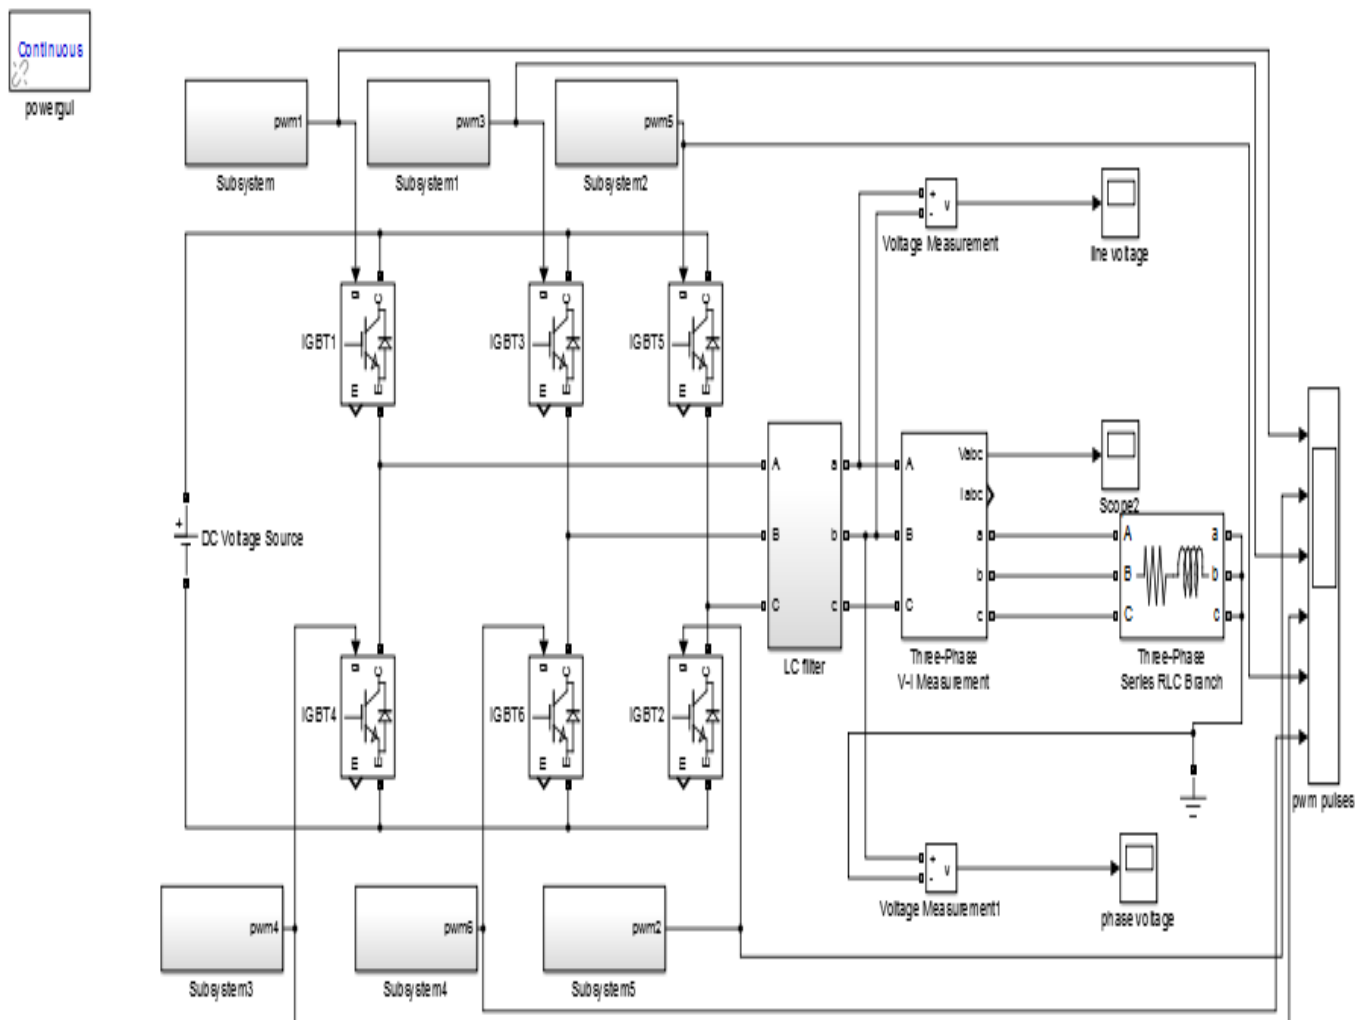 Continuous
powergui
pwm1
pwm3
pwm5
Subsystem
Subsystem1
Subsystem2
+
v
-
Voltage Measurement
line voltage
g
C
g
C
g
C
IGBT1
IGBT3
IGBT5
m
E
m
E
m
E
Vabc
A
a
A
Iabc
Scope2
+
DC Voltage Source
B
b
B
a
A
a
b
B
b
C
c
C
c
C
c
LC filter
Three-Phase
V-I Measurement
Three-Phase
Series RLC Branch
g
C
g
C
g
C
IGBT4
IGBT6
IGBT2
m
E
m
E
m
E
pwm pulses
+
v
-
Voltage Measurement1
phase voltage
pwm4
pwm6
pwm2
Subsystem3
Subsystem4
Subsystem5